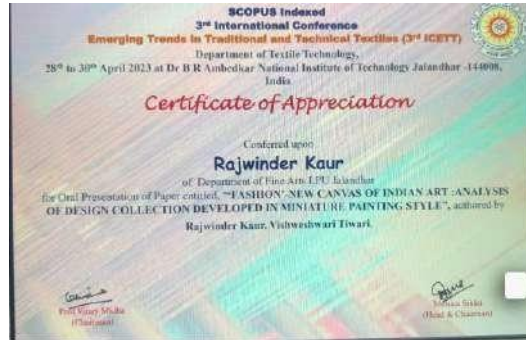 SCOPUS Indexed
3rd International Conference
Emerging Trends in Traditional and Technical Textiles (3rd ICETT)
Department of Textile Technology,
28th to 30th April 2023 at Dr B R Ambedkar National Institute of Technology Jalandhar -144008,
India
Certificate of Appreciation
Conferred upon
Rajwinder Kaur
of Department of Fine Arts LPU Jalandhar
for Oral Presentation of Paper entitled, "'FASHION'-NEW CANVAS OF INDIAN ART :ANALYSIS
OF DESIGN COLLECTION DEVELOPED IN MINIATURE PAINTING STYLE", authored by
Rajwinder Kaur, Vishweshwari Tiwari.
Prof Vinay Midha
(Chairman)
(Head & Chairman)